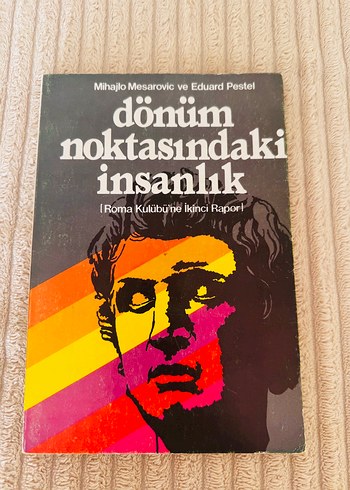 Mihajlo Mesarovic ve Eduard Pestel
dönüm
noktasındaki
insanlık
[Roma Kulübü'ne İkinci Rapor]